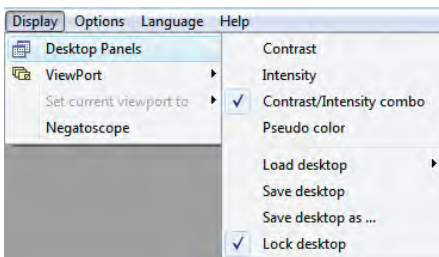 Display Options Language Help
Desktop Panels
ViewPort
Set current viewport to
Negatoscope
Contrast
Intensity
Contrast/Intensity combo
Pseudo color
Load desktop
Save desktop
Save desktop as ...
Lock desktop